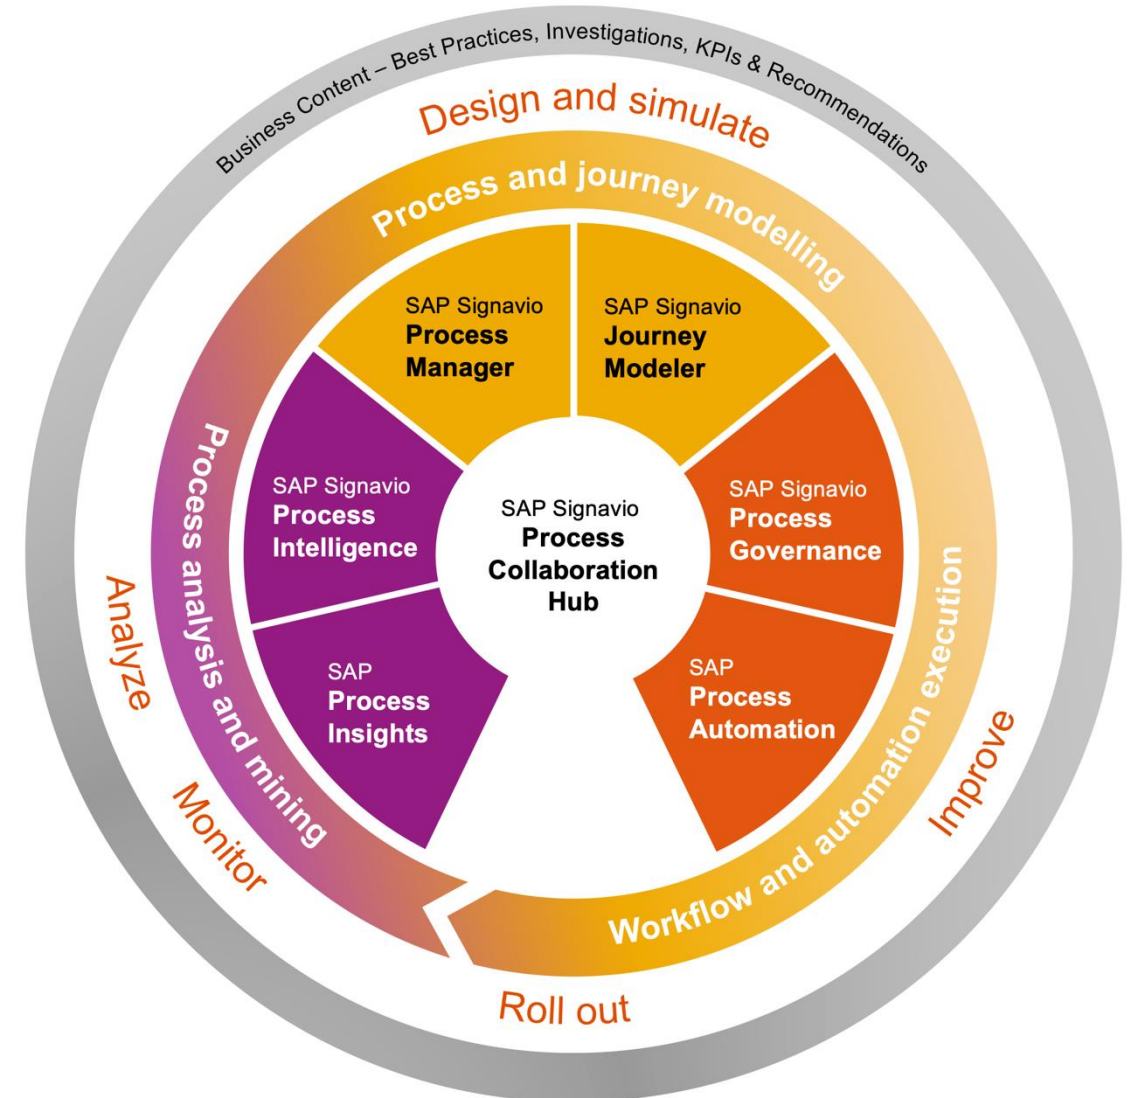 Business Content – Best Practices, Investigations, KPIs & Recommendations
Design and simulate
Process and journey modelling
SAP Signavio
Process
Manager
SAP Signavio
Journey
Modeler
SAP Signavio
Process
Intelligence
SAP Signavio
Process
Collaboration
Hub
SAP Signavio
Process
Governance
SAP
Process
Insights
SAP
Process
Automation
Process analysis and mining
Workflow and automation execution
Analyze
Monitor
Improve
Roll out